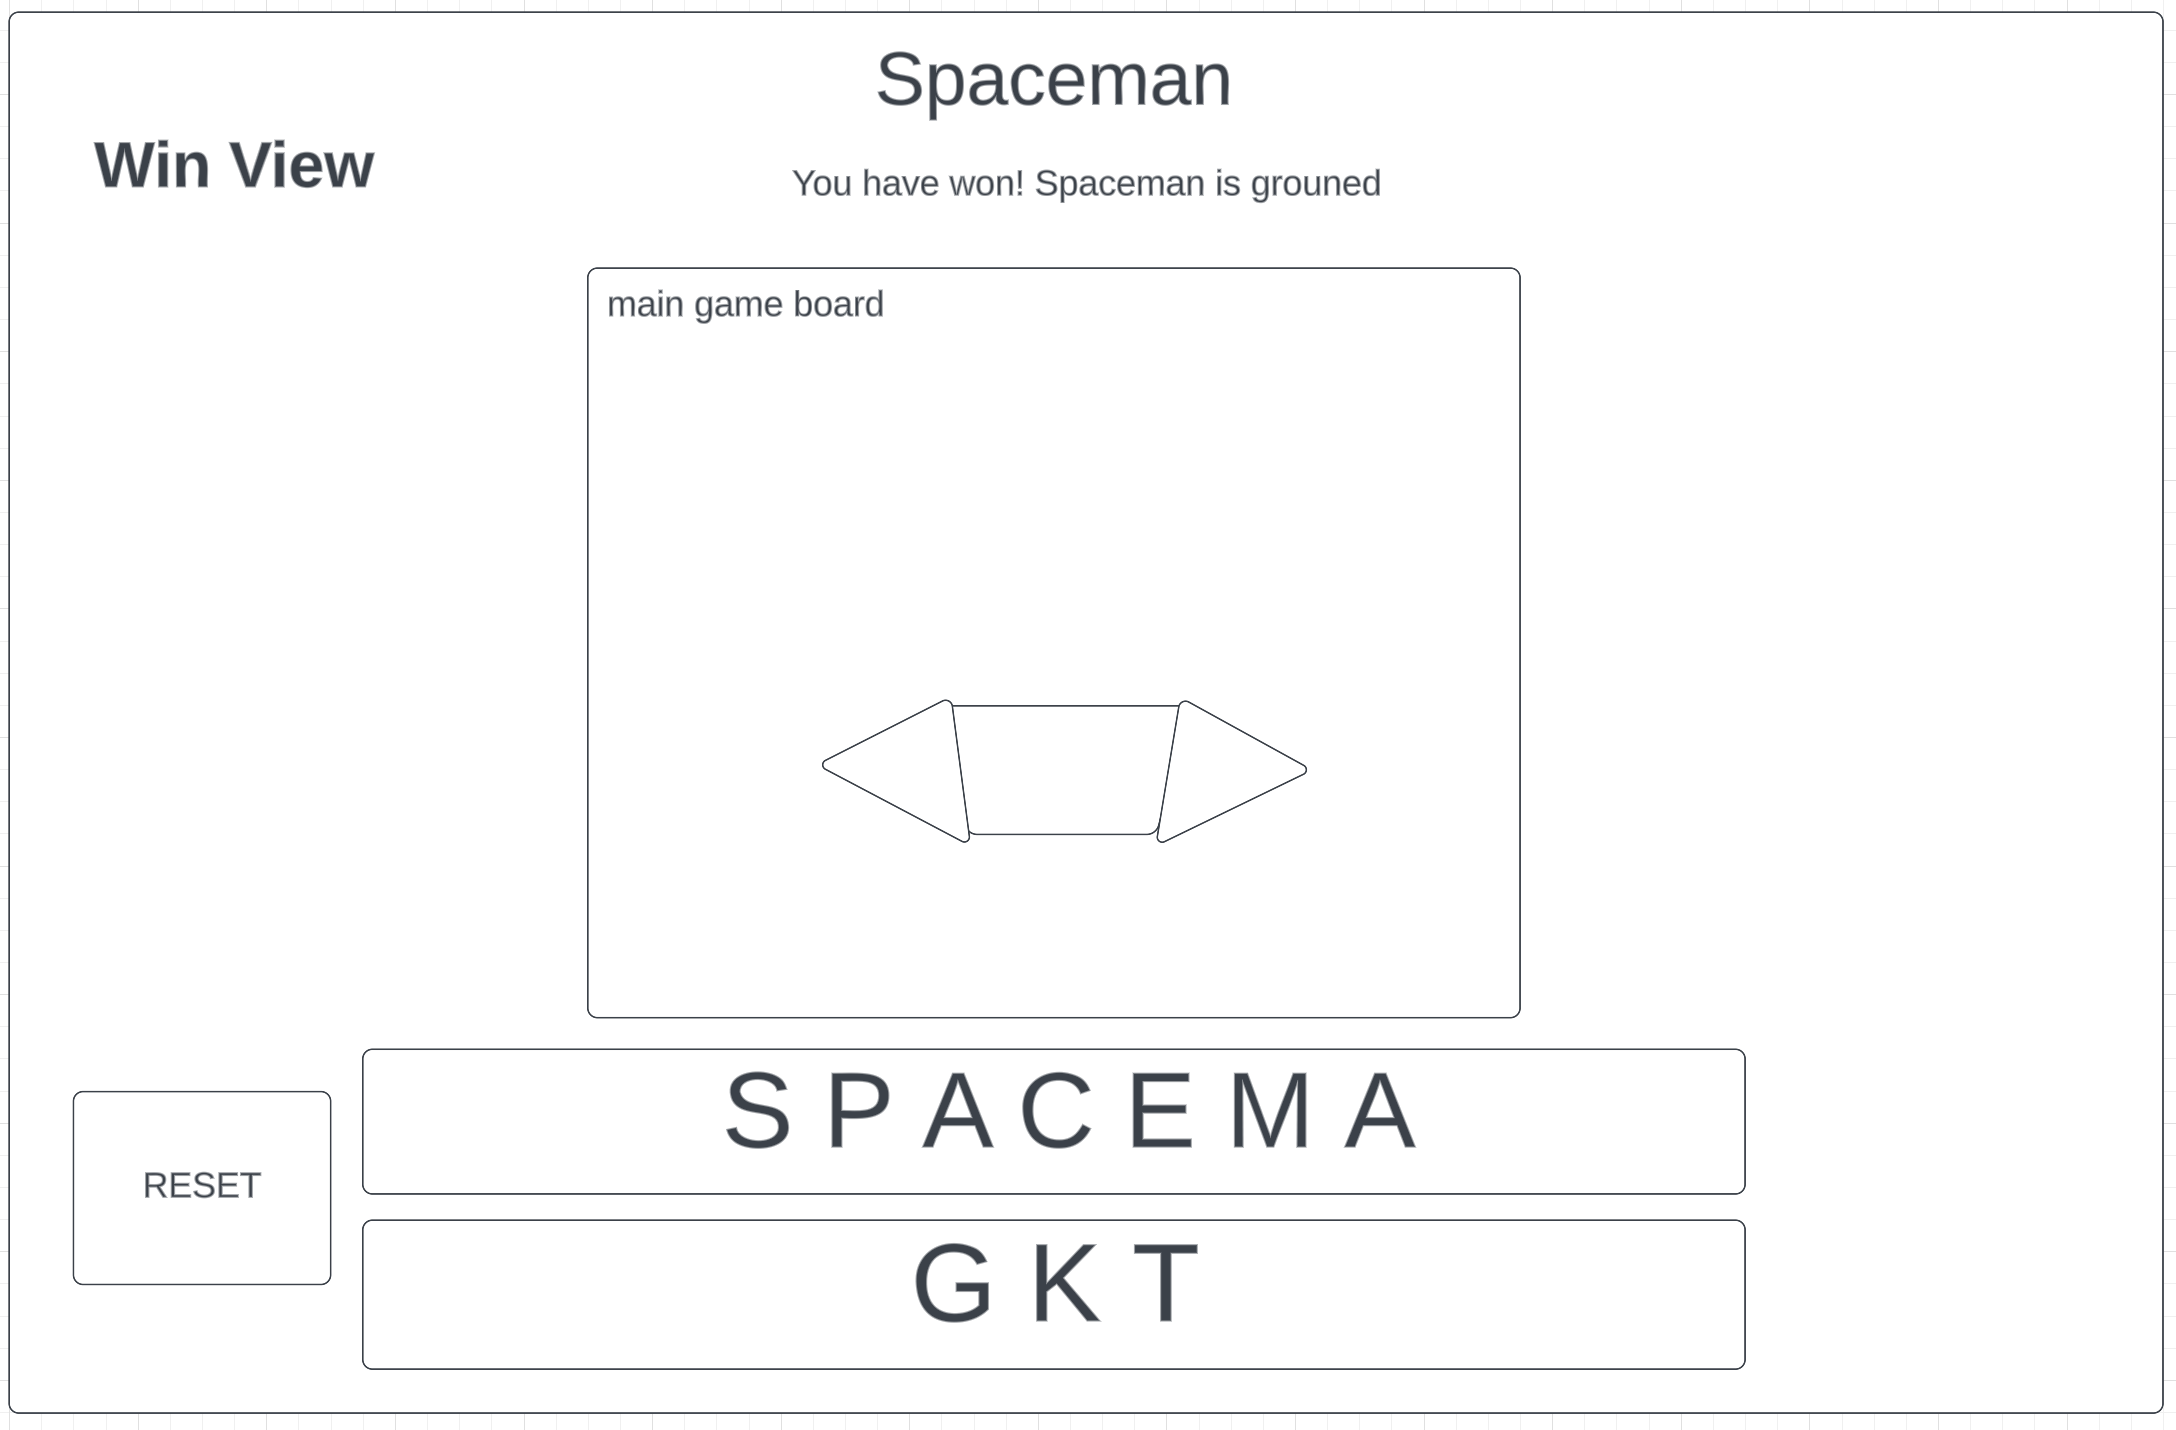 Spaceman
Win View
You have won! Spaceman is grouned
main game board
S P A C E M A
RESET
G K T